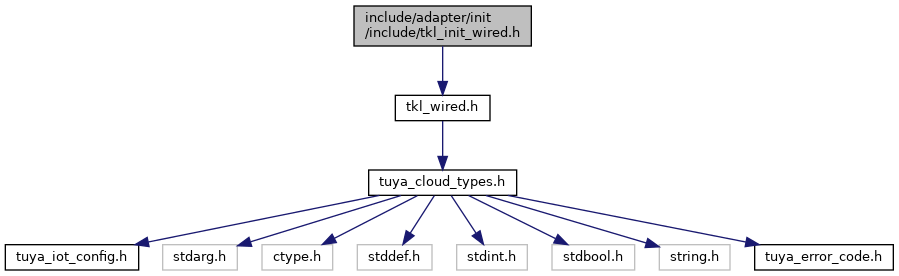 include/adapter/init
/include/tkl_init_wired.h
tkl_wired.h
tuya_cloud_types.h
tuya_iot_config.h
stdarg.h
ctype.h
stddef.h
stdint.h
stdbool.h
string.h
tuya_error_code.h